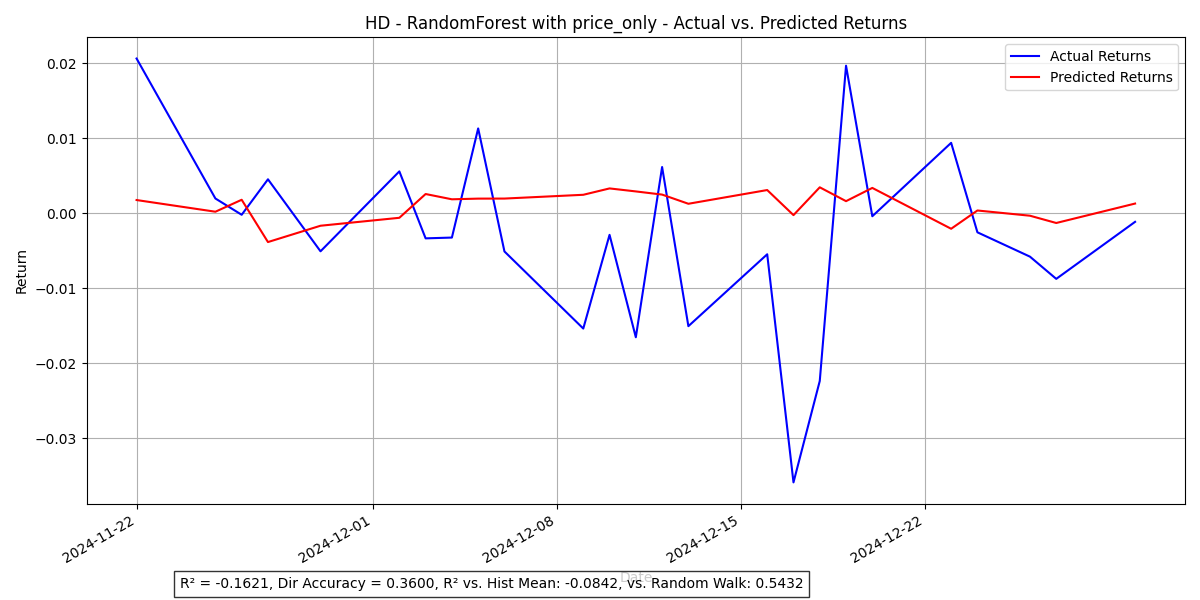 HD - RandomForest with price_only - Actual vs. Predicted Returns
Actual Returns
Predicted Returns
Return
0.02
0.01
0.00
−0.01
−0.02
−0.03
2024-11-22
2024-12-01
2024-12-08
2024-12-15
2024-12-22
Date
R² = -0.1621, Dir Accuracy = 0.3600, R² vs. Hist Mean: -0.0842, vs. Random Walk: 0.5432